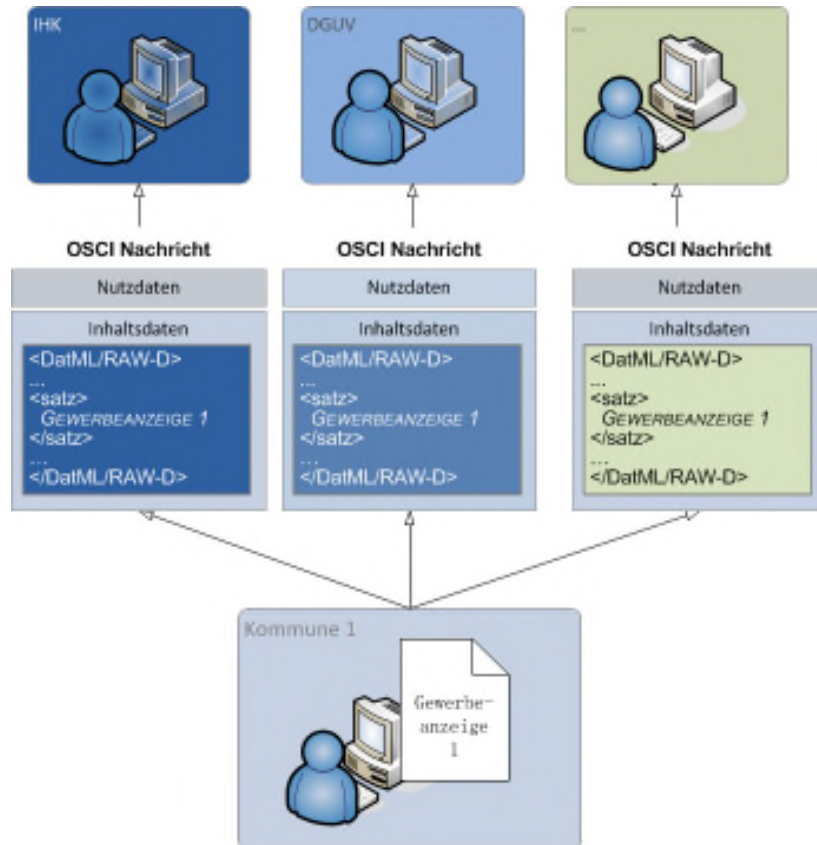 IHK
DGUV
...
OSCI Nachricht
OSCI Nachricht
OSCI Nachricht
Nutzdaten
Nutzdaten
Nutzdaten
Inhaltsdaten
<DatML/RAW-D>
...
<satz>
GEWERBEANZEIGE 1
</satz>
...
</DatML/RAW-D>
Inhaltsdaten
<DatML/RAW-D>
...
<satz>
GEWERBEANZEIGE 1
</satz>
...
</DatML/RAW-D>
Inhaltsdaten
<DatML/RAW-D>
...
<satz>
GEWERBEANZEIGE 1
</satz>
...
</DatML/RAW-D>
Kommune 1
Gewerbe-
anzeige
1